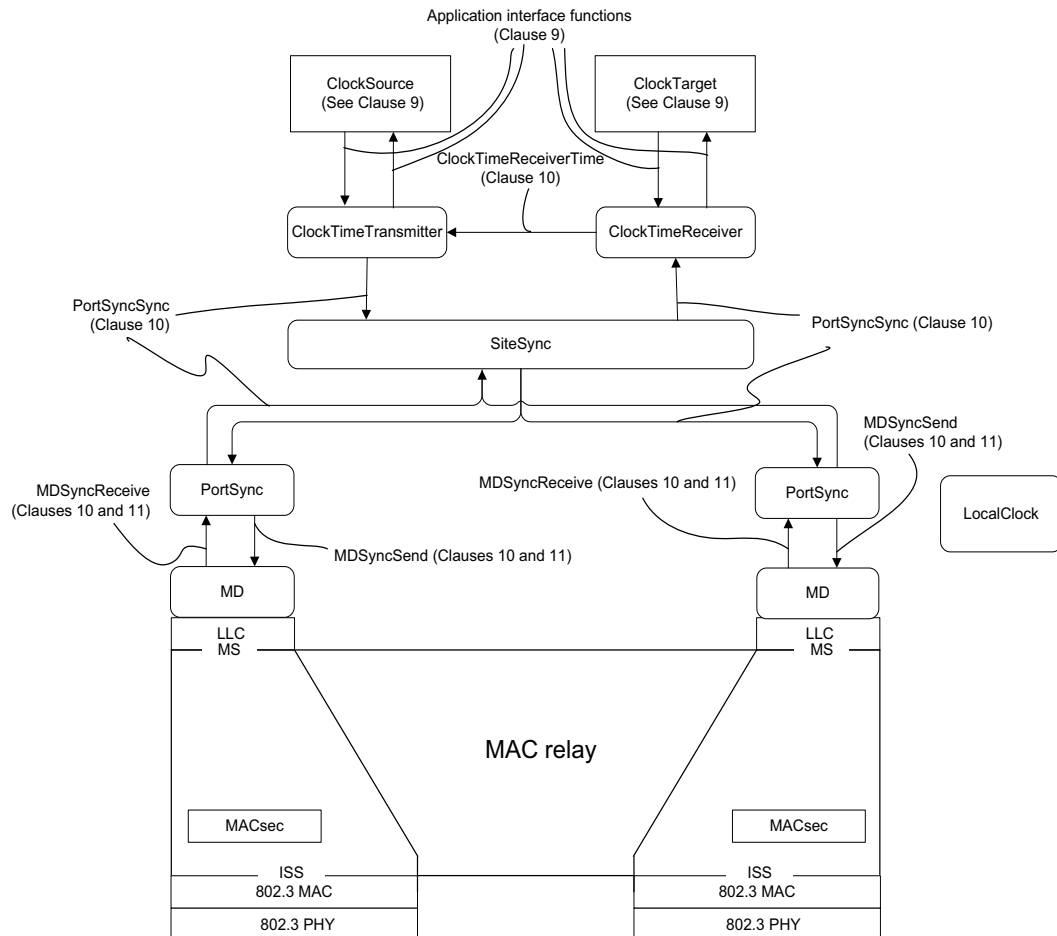 Application interface functions
(Clause 9)
ClockSource
(See Clause 9)
ClockTarget
(See Clause 9)
ClockTimeReceiverTime
(Clause 10)
ClockTimeTransmitter
ClockTimeReceiver
PortSyncSync
(Clause 10)
PortSyncSync (Clause 10)
SiteSync
MDSyncSend
(Clauses 10 and 11)
MDSyncReceive
(Clauses 10 and 11)
PortSync
MDSyncReceive (Clauses 10 and 11)
PortSync
LocalClock
MDSyncSend (Clauses 10 and 11)
MD
MD
LLC
MS
LLC
MS
MAC relay
MACsec
MACsec
ISS
802.3 MAC
802.3 PHY
ISS
802.3 MAC
802.3 PHY